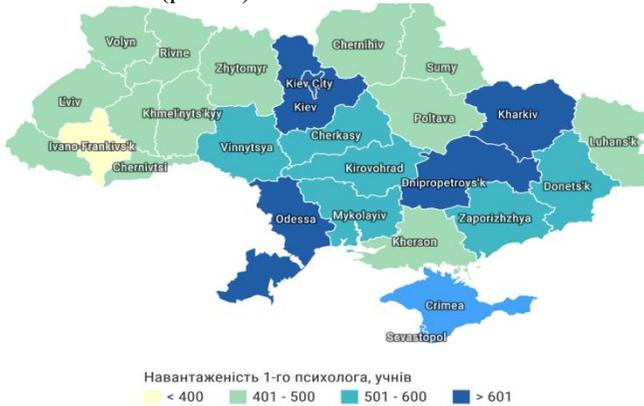 Volyn
Rivne
Zhytomyr
Chernihiv
Sumy
Kiev City
Kiev
L'viv
Khmel'nyts'kyy
Ivano-Frankivs'k
Chernivtsi
Vinnytsya
Cherkasy
Poltava
Kharkiv
Luhans'k
Kirovohrad
Dnipropetrovs'k
Donets'k
Odessa
Mykolayiv
Zaporizhzhya
Kherson
Crimea
Sevastopol
Навантаженість 1-го психолога, учнів
< 400 401 - 500 501 - 600 > 601